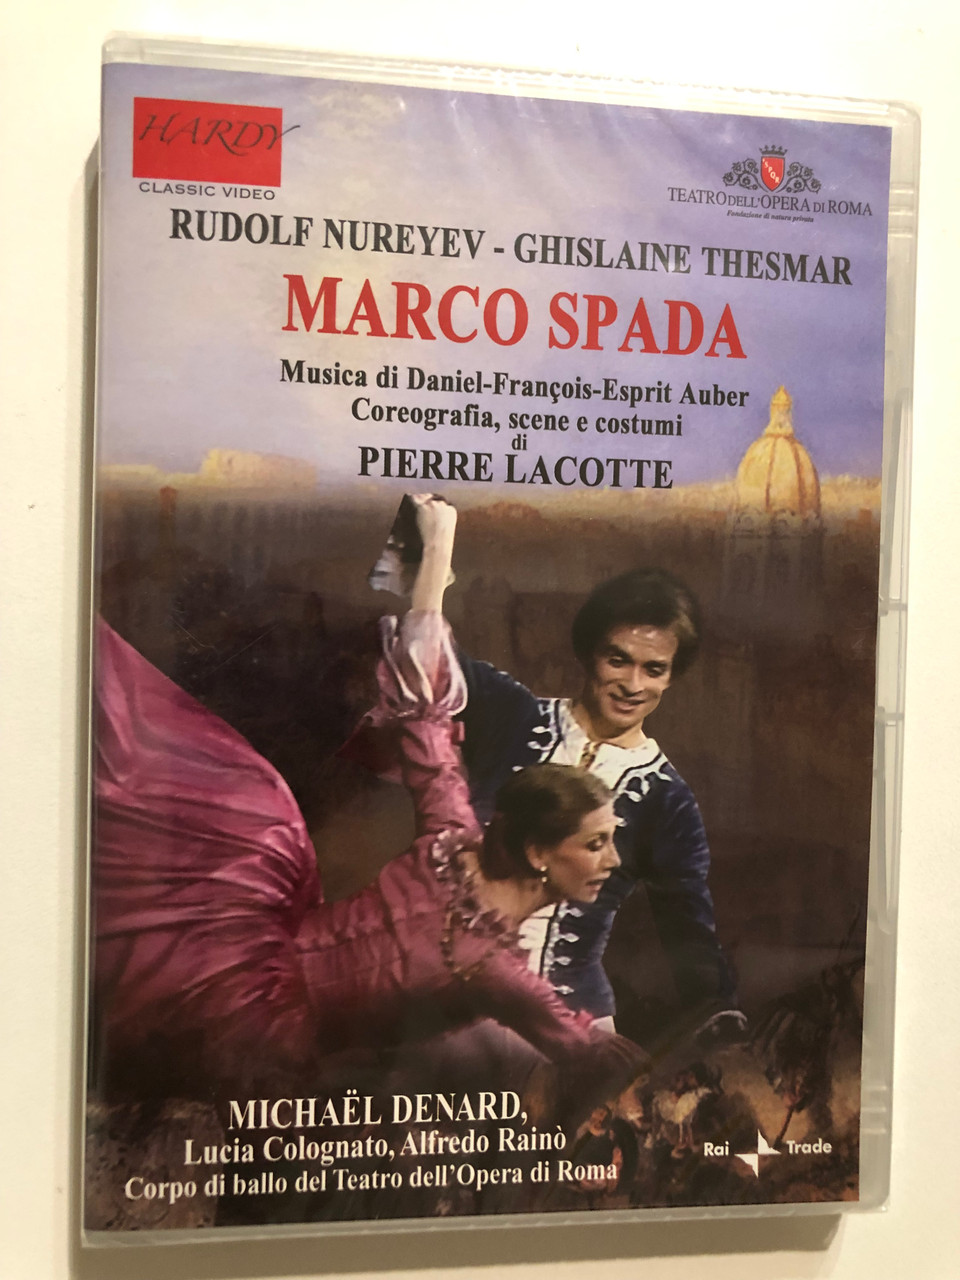 HARDY
CLASSIC VIDEO
SPQR
TEATRO DELL'OPERA DI ROMA
Fondazione di natura privata
RUDOLF NUREYEV - GHISLAINE THESMAR
MARCO SPADA
Musica di Daniel-François-Esprit Auber
Coreografia, scene e costumi
di
PIERRE LACOTTE
MICHAËL DENARD,
Lucia Colognato, Alfredo Rainò
Corpo di ballo del Teatro dell'Opera di Roma
Rai Trade